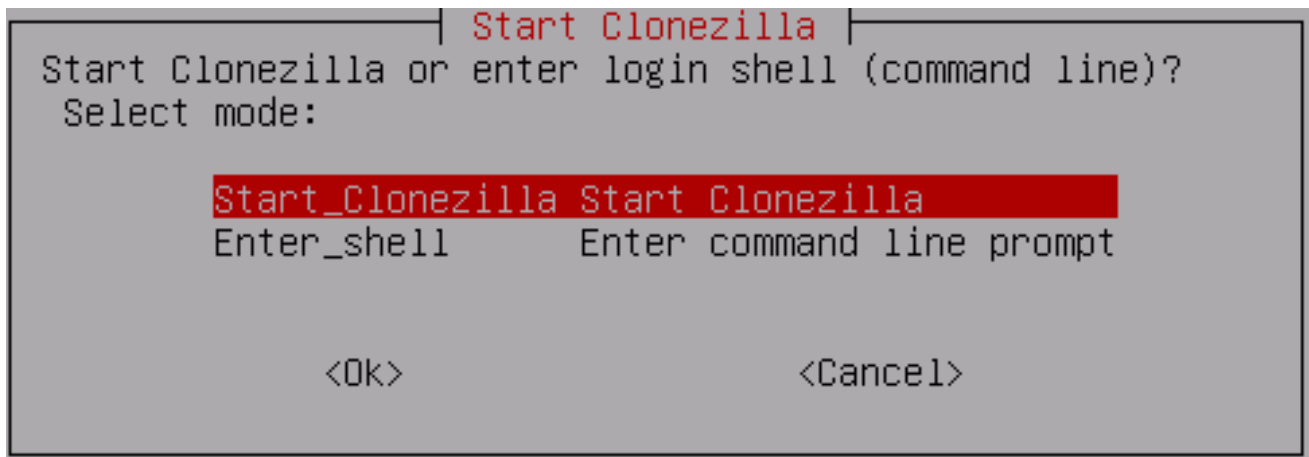 Start Clonezilla
Start Clonezilla or enter login shell (command line)?
Select mode:
Start_Clonezilla Start Clonezilla
Enter_shell Enter command line prompt
<Ok> <Cancel>